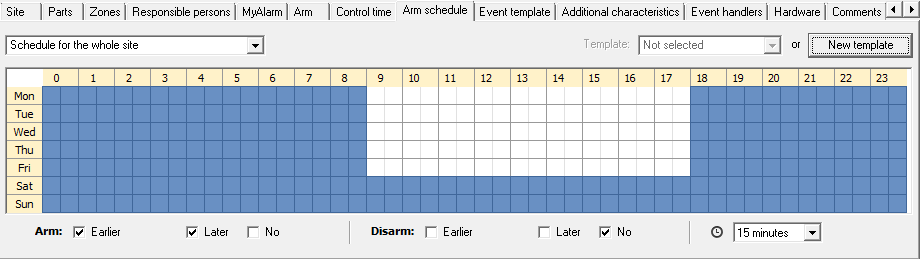 Site Parts Zones Responsible persons MyAlarm Arm Control time Arm schedule Event template Additional characteristics Event handlers Hardware Comments
Schedule for the whole site Template: Not selected or New template
0 1 2 3 4 5 6 7 8 9 10 11 12 13 14 15 16 17 18 19 20 21 22 23
Mon
Tue
Wed
Thu
Fri
Sat
Sun
Arm: Earlier Later No Disarm: Earlier Later No 15 minutes